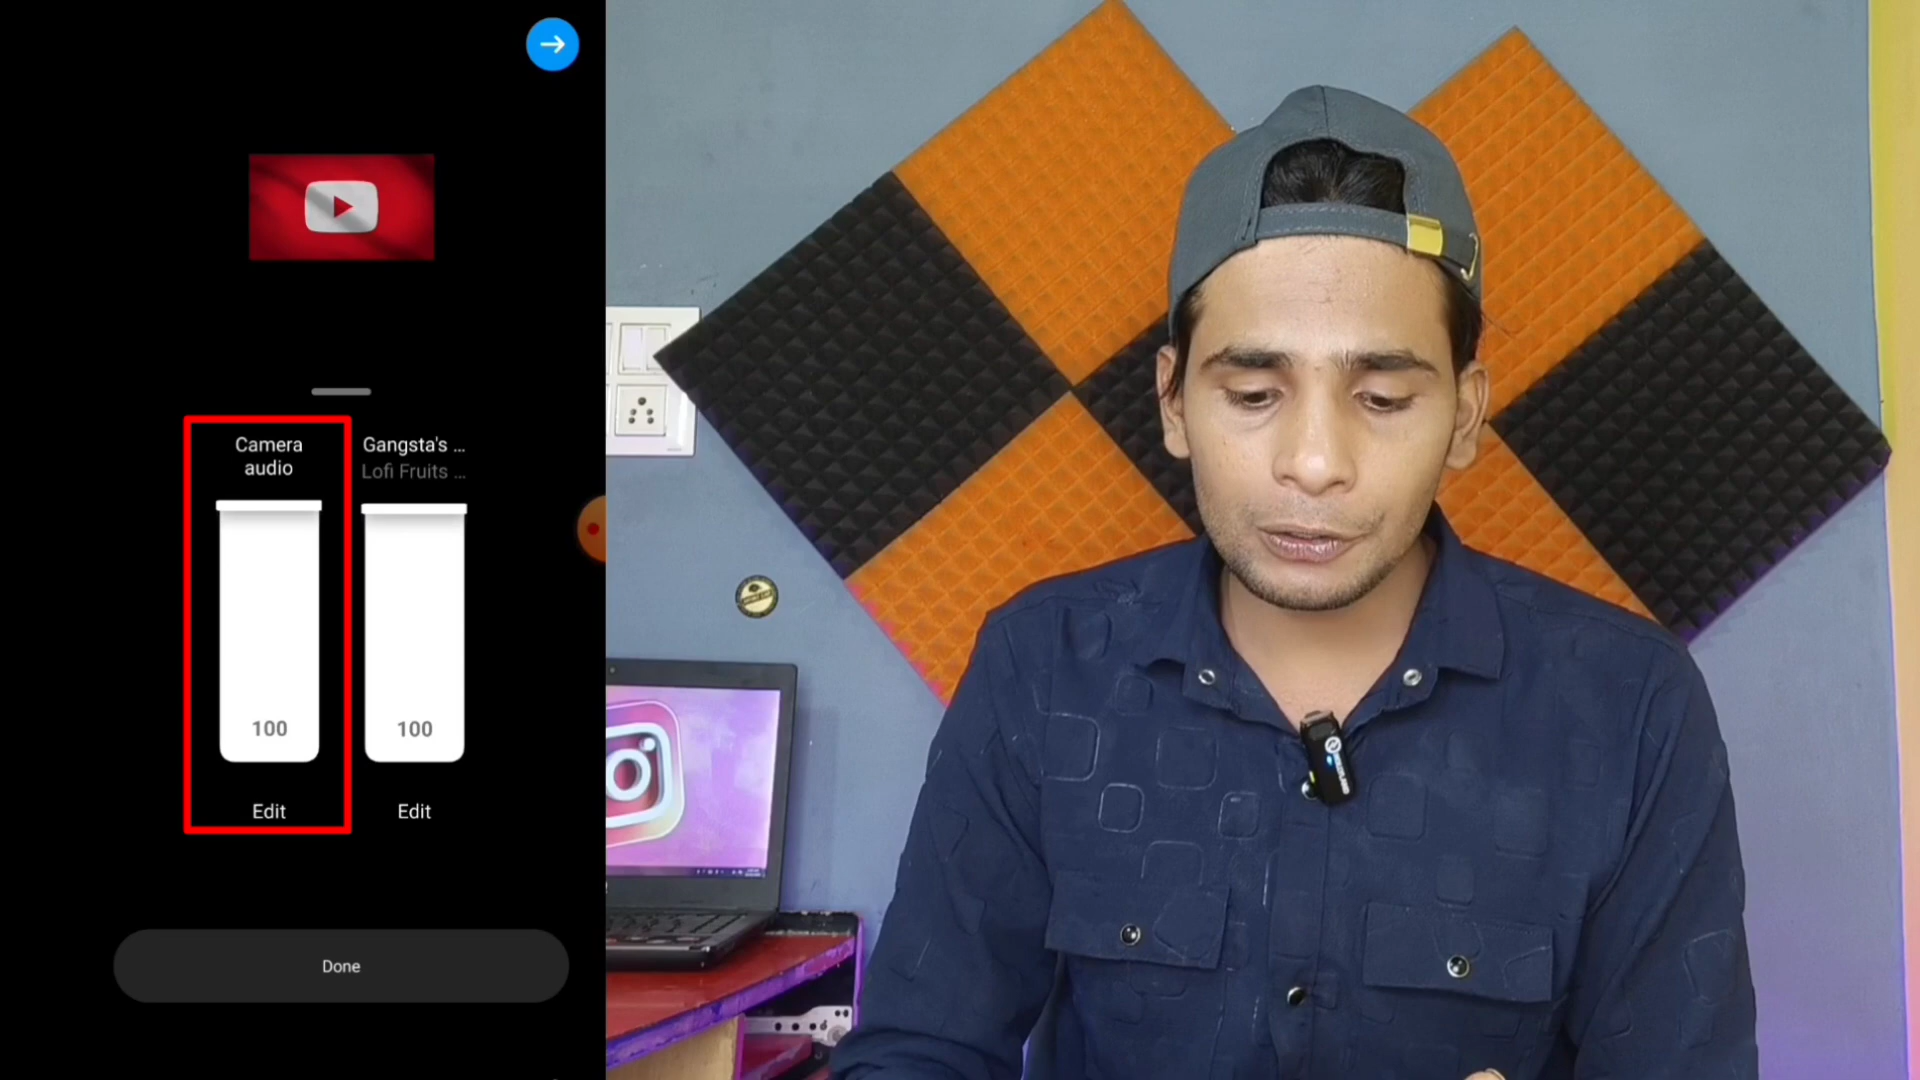 Camera
audio
Gangsta's ...
Lofi Fruits ...
100
100
Edit
Edit
Done